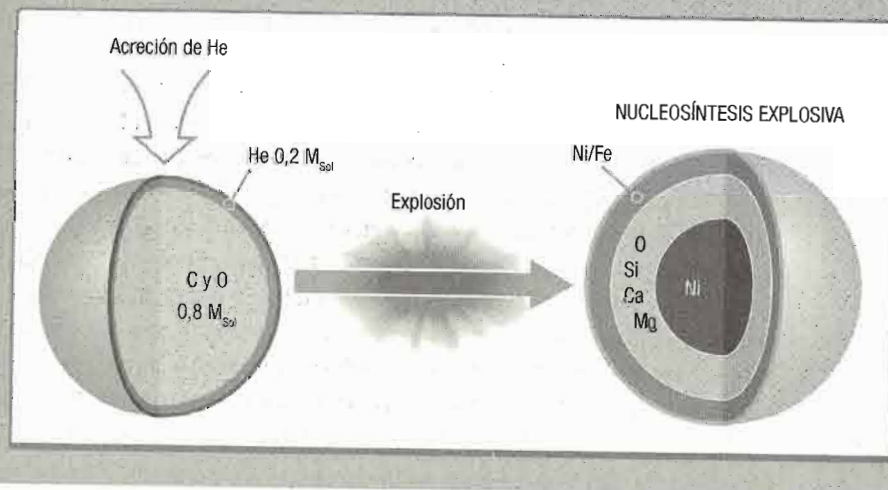 Acreción de He
He 0,2 M_Sol
C y O
0,8 M_Sol
Explosión
NUCLEOSÍNTESIS EXPLOSIVA
Ni/Fe
O
Si
Ca
Mg
Ni